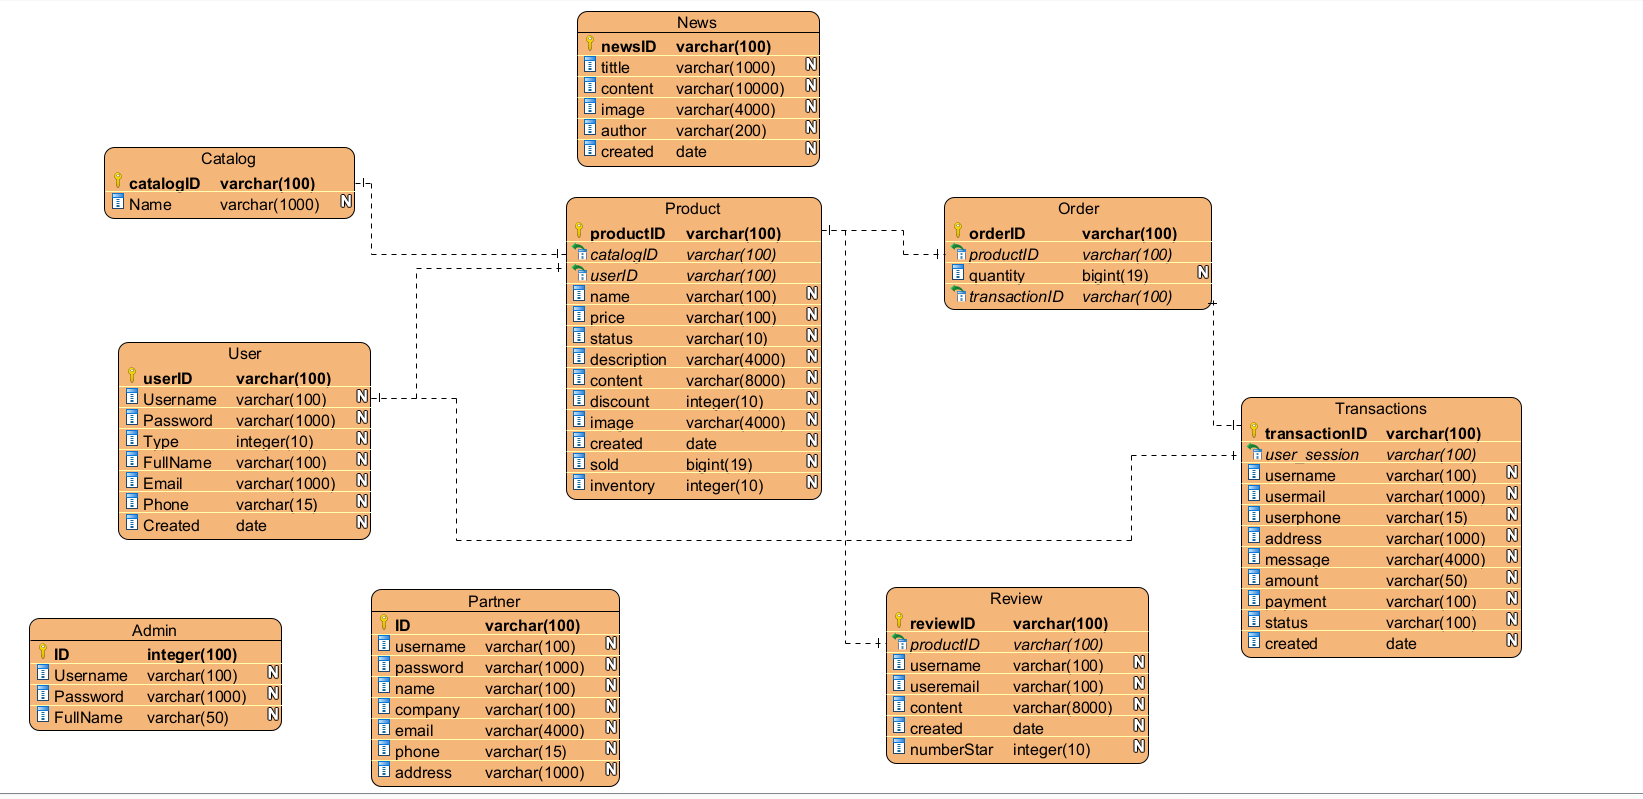 News
newsID varchar(100)
tittle varchar(1000) N
content varchar(10000) N
image varchar(4000) N
author varchar(200) N
created date N
Catalog
catalogID varchar(100)
Name varchar(1000) N
Product
productID varchar(100)
catalogID varchar(100)
userID varchar(100)
name varchar(100) N
price varchar(100) N
status varchar(10) N
description varchar(4000) N
content varchar(8000) N
discount integer(10) N
image varchar(4000) N
created date N
sold bigint(19) N
inventory integer(10) N
Order
orderID varchar(100)
productID varchar(100)
quantity bigint(19) N
transactionID varchar(100)
User
userID varchar(100)
Username varchar(100) N
Password varchar(1000) N
Type integer(10) N
FullName varchar(100) N
Email varchar(1000) N
Phone varchar(15) N
Created date N
Transactions
transactionID varchar(100)
user_session varchar(100)
username varchar(100) N
usermail varchar(1000) N
userphone varchar(15) N
address varchar(1000) N
message varchar(4000) N
amount varchar(50) N
payment varchar(100) N
status varchar(100) N
created date N
Admin
ID integer(100)
Username varchar(100) N
Password varchar(1000) N
FullName varchar(50) N
Partner
ID varchar(100)
username varchar(100) N
password varchar(1000) N
name varchar(100) N
company varchar(100) N
email varchar(4000) N
phone varchar(15) N
address varchar(1000) N
Review
reviewID varchar(100)
productID varchar(100)
username varchar(100) N
useremail varchar(100) N
content varchar(8000) N
created date N
numberStar integer(10) N